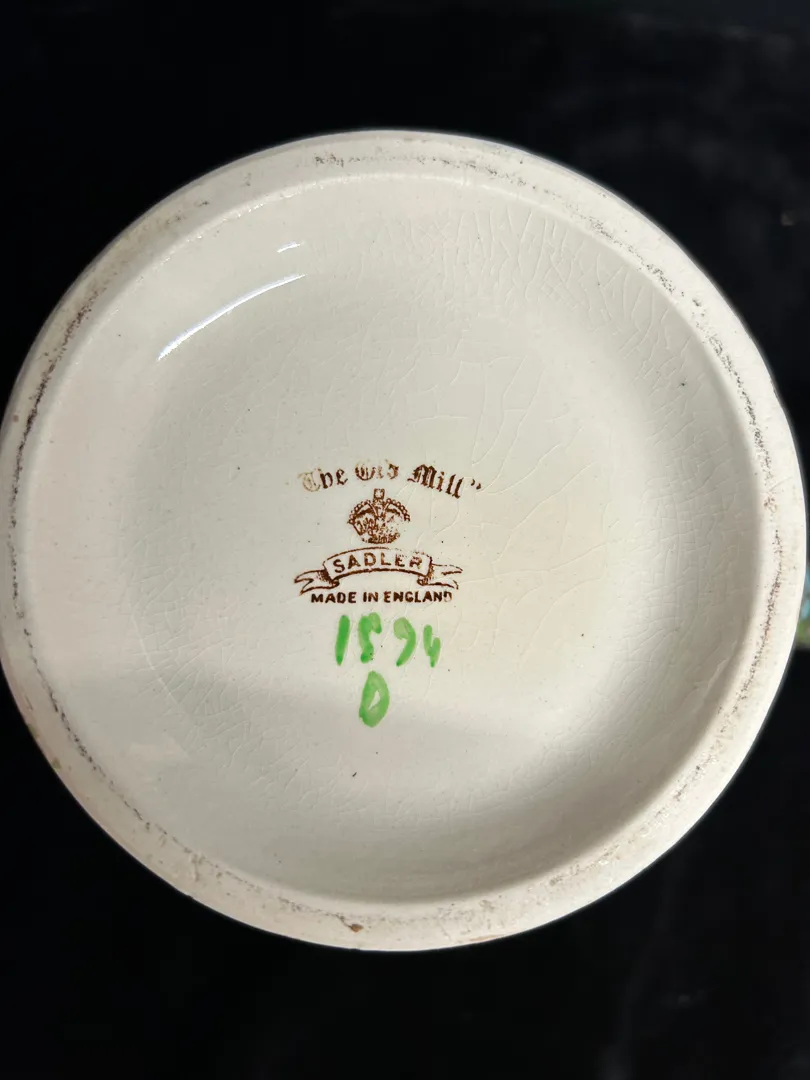 The Old Mill"
SADLER
MADE IN ENGLAND
1594
O